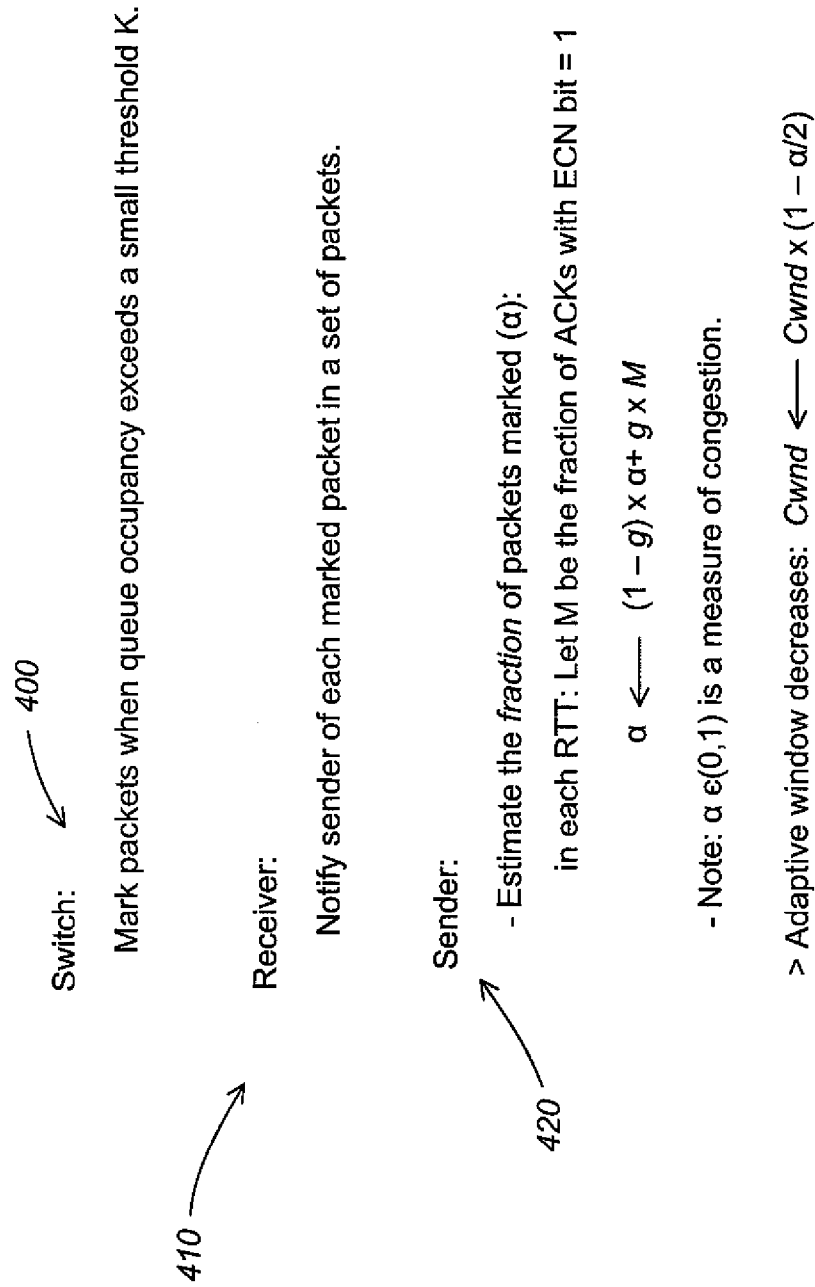 400
Switch:
Mark packets when queue occupancy exceeds a small threshold K.
410
Receiver:
Notify sender of each marked packet in a set of packets.
Sender:
420
- Estimate the fraction of packets marked (α):
in each RTT: Let M be the fraction of ACKs with ECN bit = 1
α ← (1 – g) x α+ g x M
- Note: α ϵ(0,1) is a measure of congestion.
> Adaptive window decreases: Cwnd ← Cwnd x (1 – α/2)